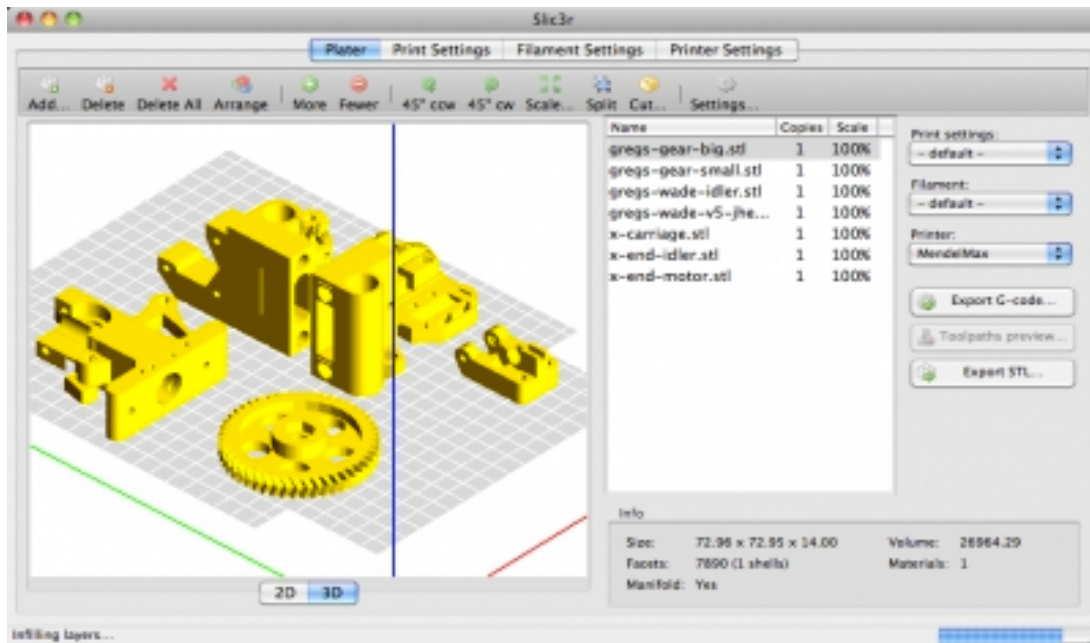 Slic3r
Plater Print Settings Filament Settings Printer Settings
Add... Delete Delete All Arrange More Fewer 45° ccw 45° cw Scale... Split Cut... Settings...
Name Copies Scale
gregs-gear-big.stl 1 100%
gregs-gear-small.stl 1 100%
gregs-wade-idler.stl 1 100%
gregs-wade-v5-jhe... 1 100%
x-carriage.stl 1 100%
x-end-idler.stl 1 100%
x-end-motor.stl 1 100%
Print settings:
- default -
Filament:
- default -
Printer:
MendelMax
Export G-code...
Toolpaths preview...
Export STL...
Info
Size: 72.96 x 72.95 x 14.00 Volume: 26964.29
Facets: 7890 (1 shells) Materials: 1
Manifold: Yes
2D 3D
Infilling layers...